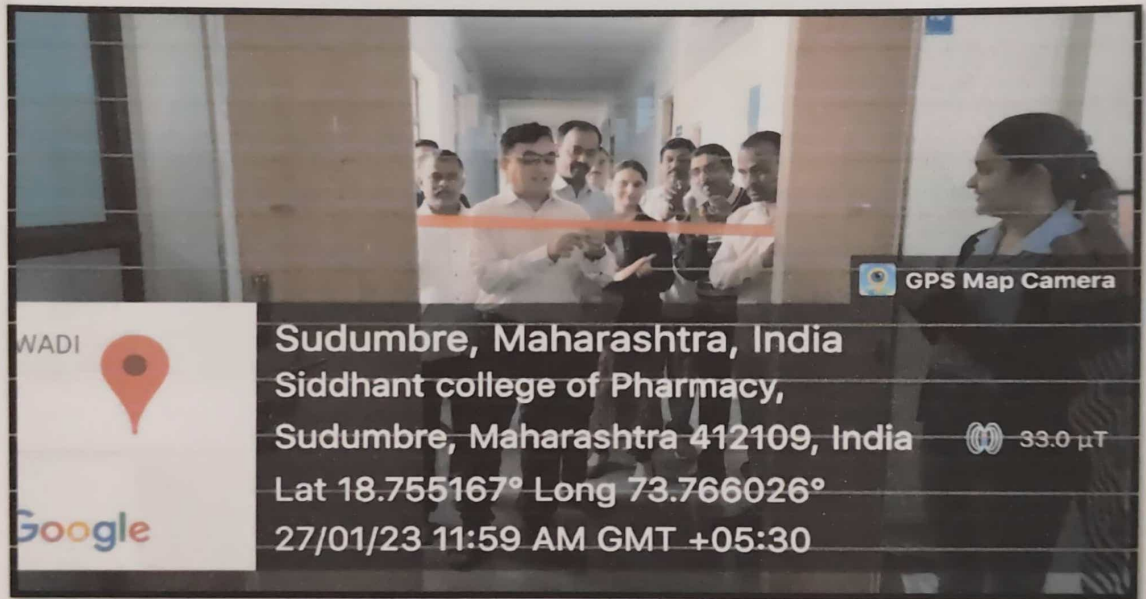 GPS Map Camera
WADI
Sudumbre, Maharashtra, India
Siddhant college of Pharmacy,
Sudumbre, Maharashtra 412109, India
33.0 µT
Lat 18.755167° Long 73.766026°
Google
27/01/23 11:59 AM GMT +05:30